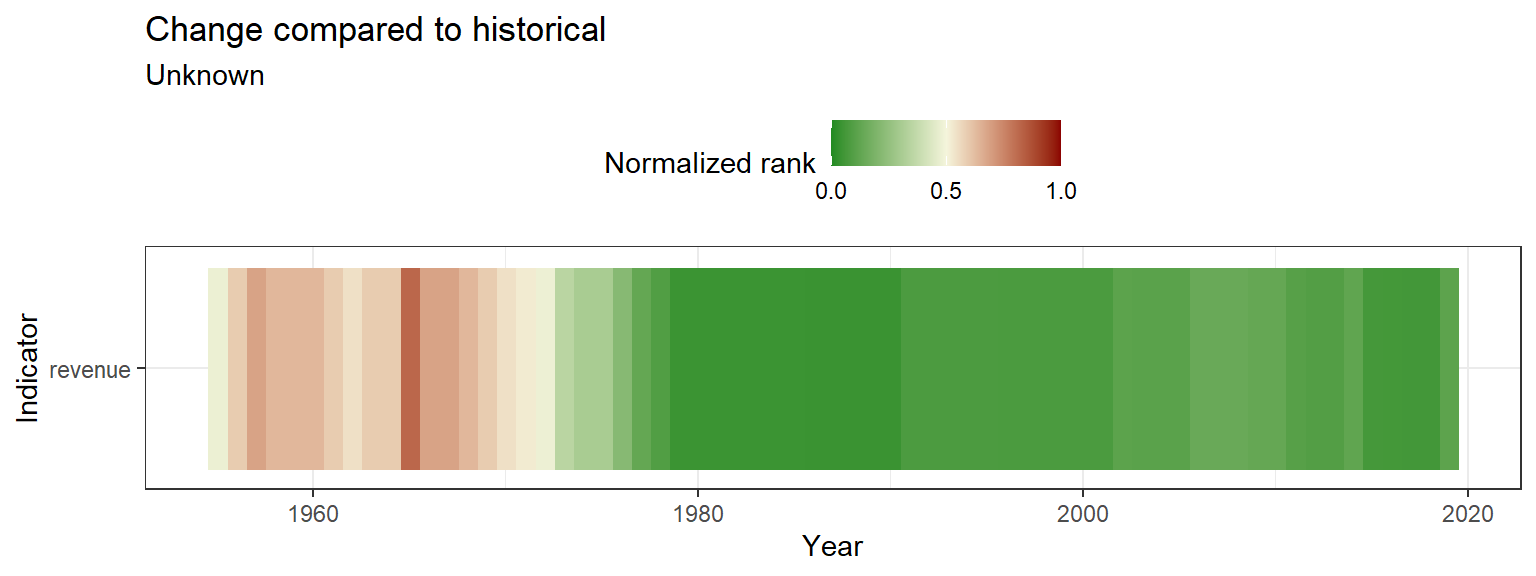 Change compared to historical
Unknown
Normalized rank
0.0 0.5 1.0
Indicator
revenue
1960 1980 2000 2020
Year